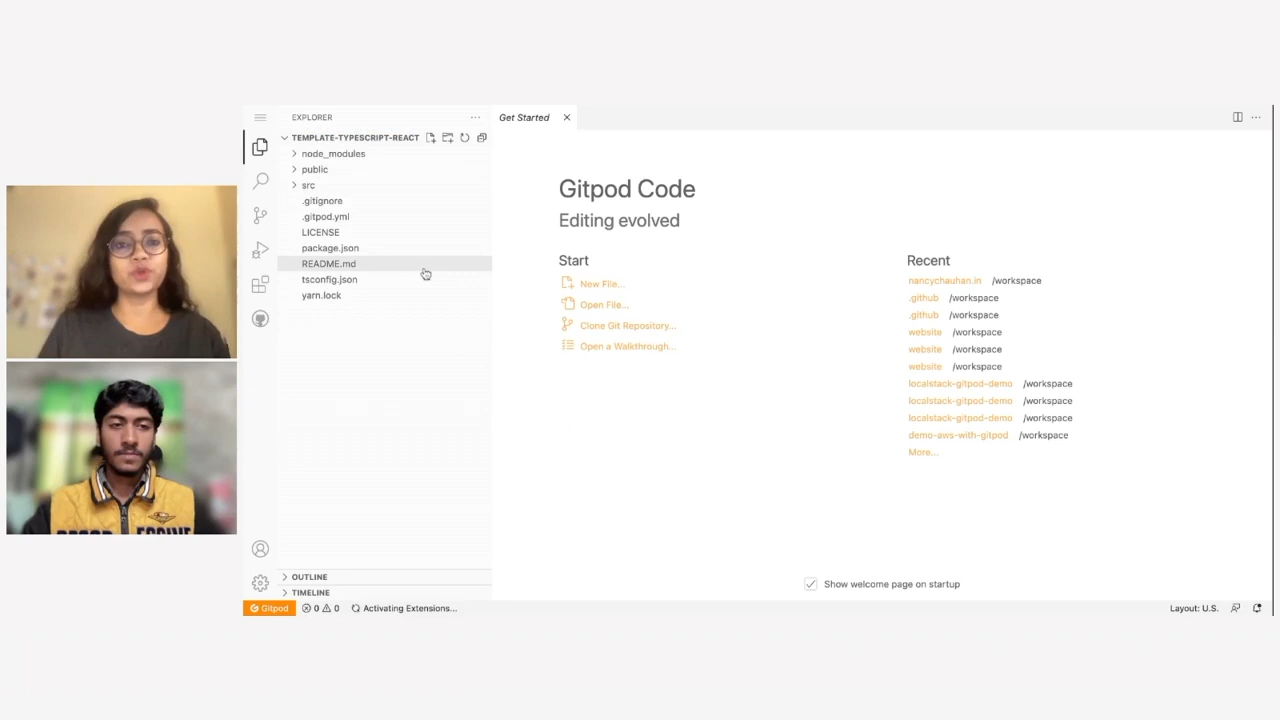 EXPLORER
Get Started
TEMPLATE-TYPESCRIPT-REACT
node_modules
public
src
.gitignore
.gitpod.yml
LICENSE
package.json
README.md
tsconfig.json
yarn.lock
OUTLINE
TIMELINE
Gitpod Code
Editing evolved
Start
New File...
Open File...
Clone Git Repository...
Open a Walkthrough...
Recent
nancychauhan.in /workspace
.github /workspace
.github /workspace
website /workspace
website /workspace
website /workspace
localstack-gitpod-demo /workspace
localstack-gitpod-demo /workspace
localstack-gitpod-demo /workspace
demo-aws-with-gitpod /workspace
More...
Show welcome page on startup
Gitpod 0 0 Activating Extensions... Layout: U.S.